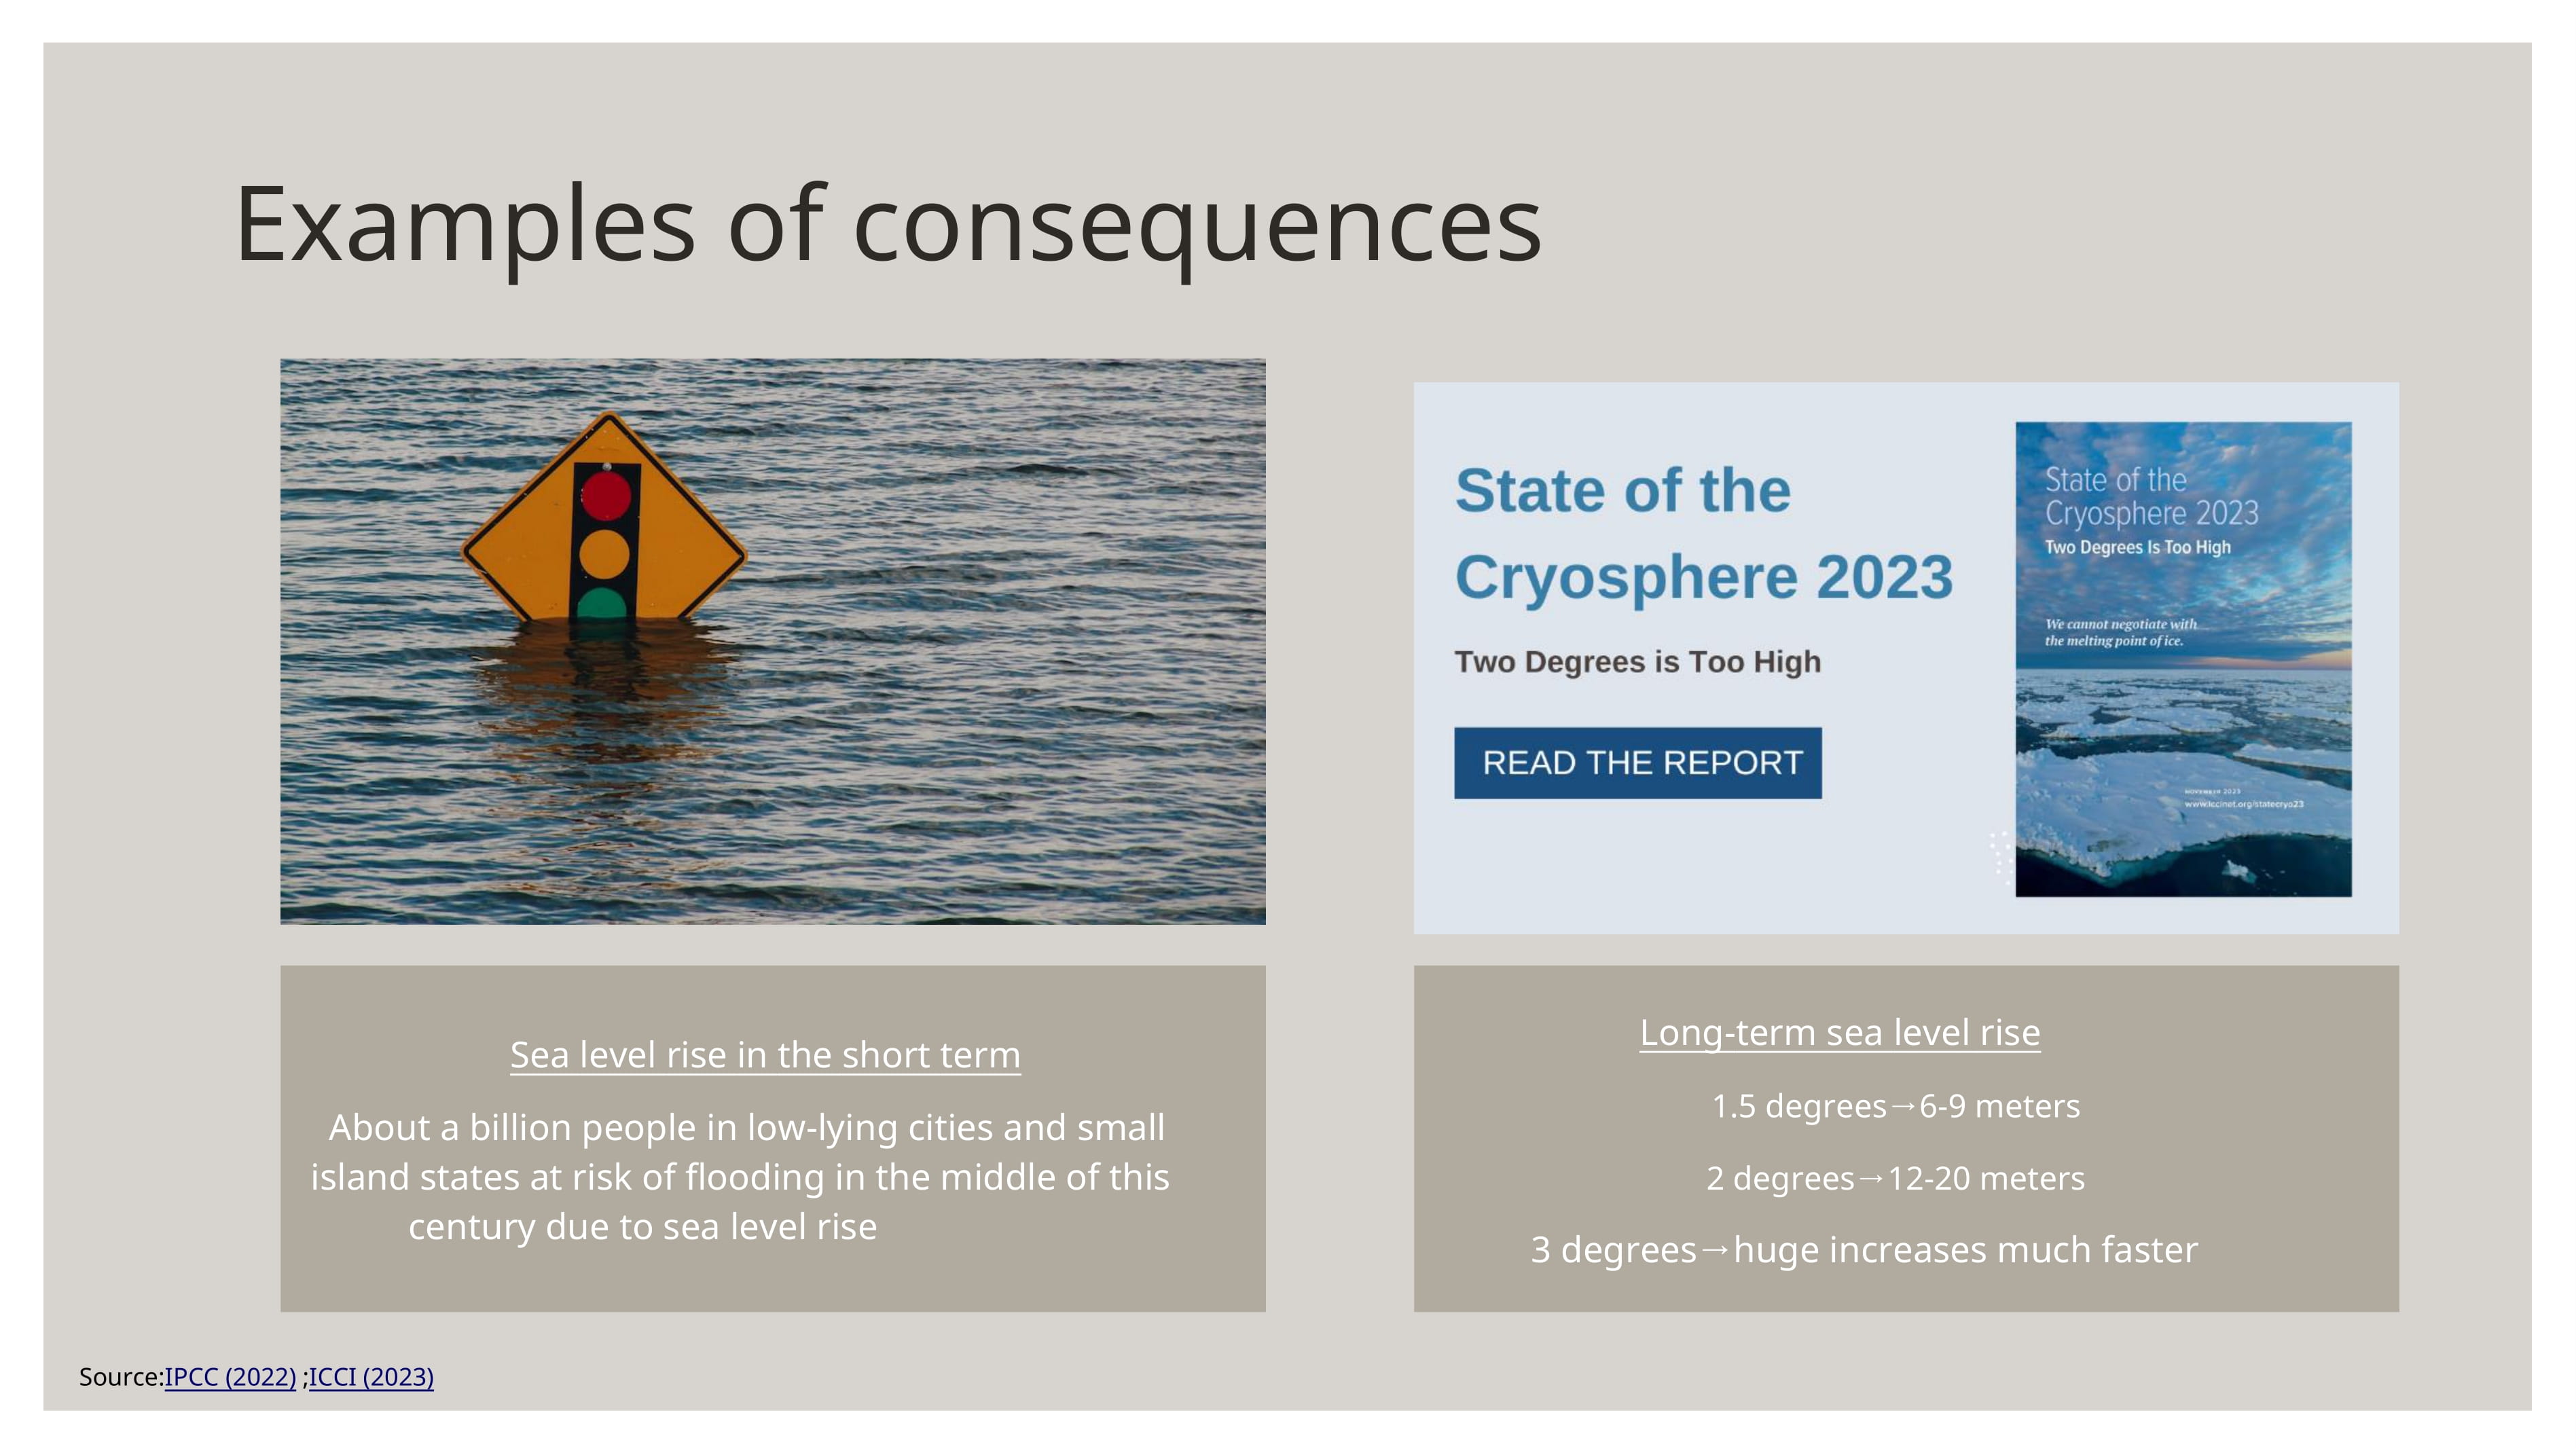 Examples of consequences
State of the
Cryosphere 2023
Two Degrees is Too High
READ THE REPORT
State of the
Cryosphere 2023
Two Degrees Is Too High
We cannot negotiate with
the melting point of ice.
NOVEMBER 2023
www.iccinet.org/statecryo23
Sea level rise in the short term
About a billion people in low-lying cities and small
island states at risk of flooding in the middle of this
century due to sea level rise
Long-term sea level rise
1.5 degrees→6-9 meters
2 degrees→12-20 meters
3 degrees→huge increases much faster
Source:IPCC (2022) ;ICCI (2023)